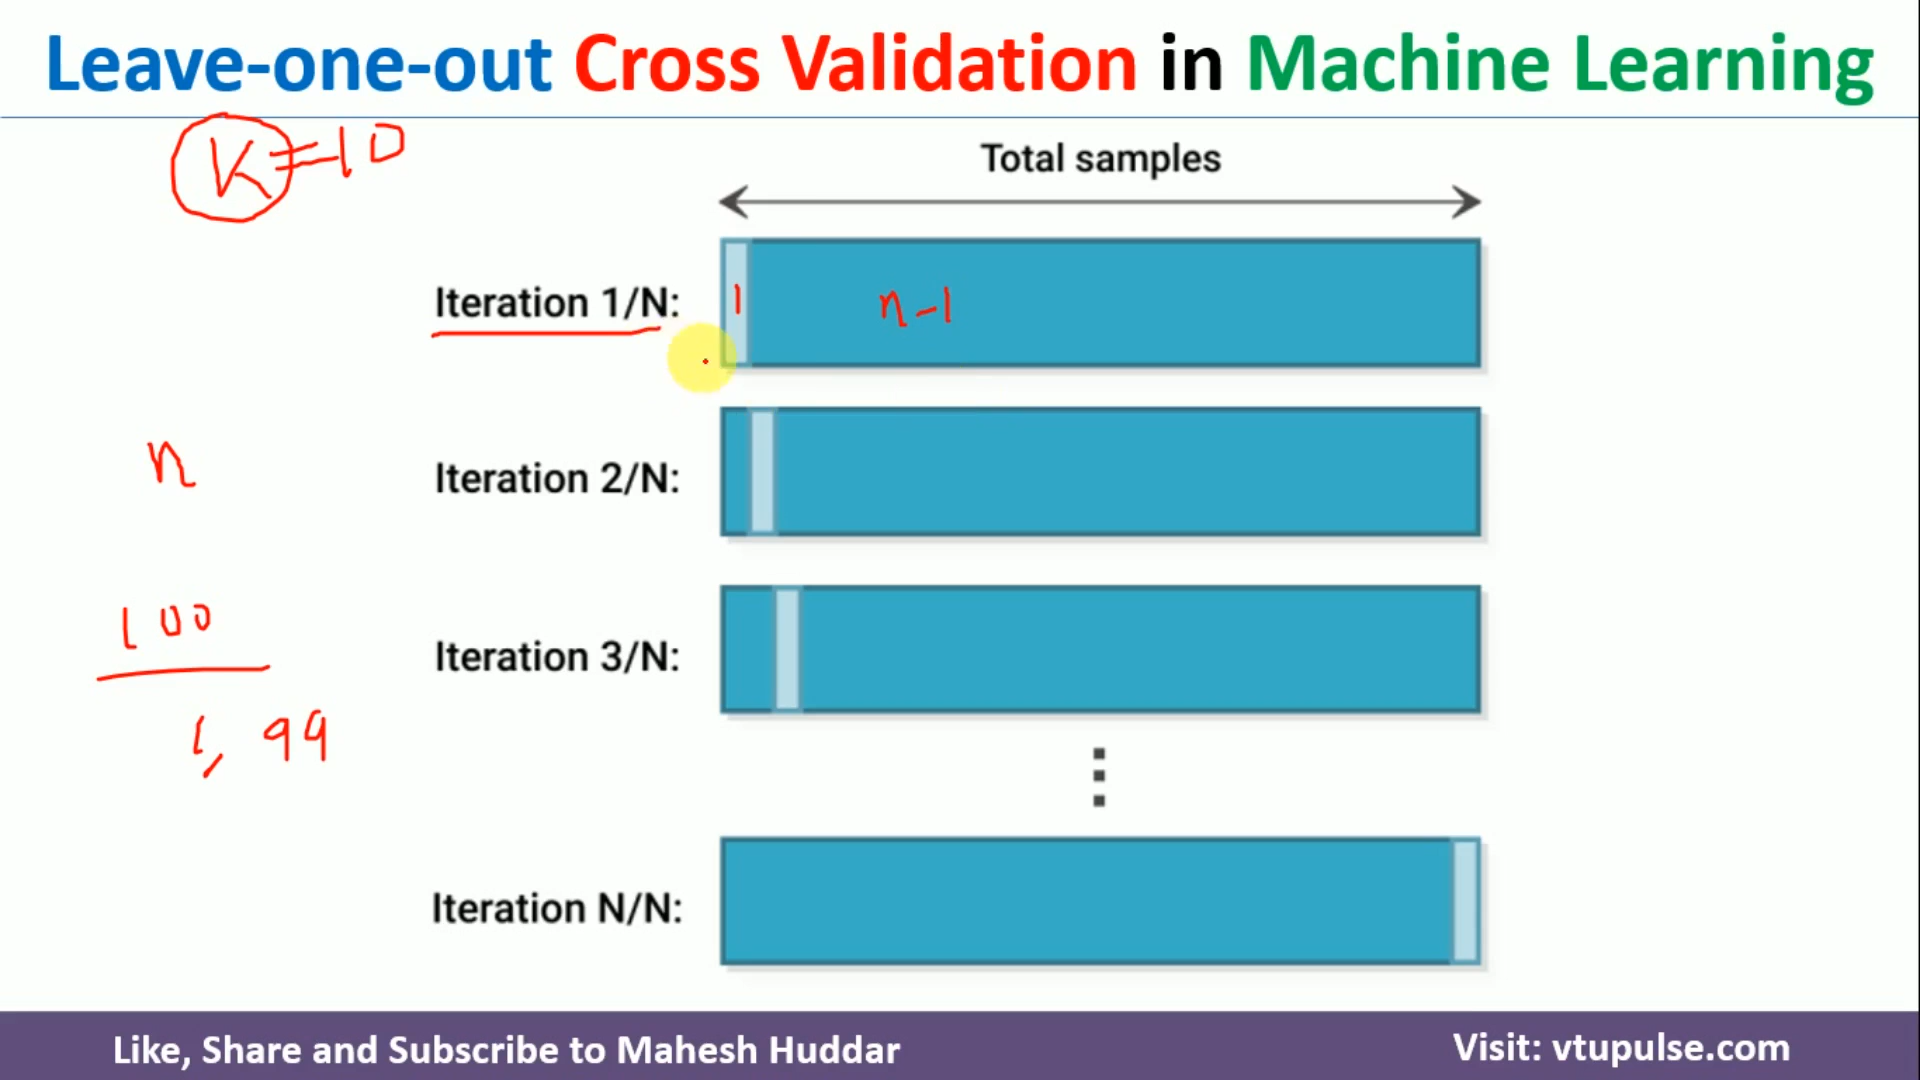 Leave-one-out Cross Validation in Machine Learning
K=10
Total samples
Iteration 1/N:
1
n-1
n
Iteration 2/N:
100
1, 99
Iteration 3/N:
Iteration N/N:
Like, Share and Subscribe to Mahesh Huddar
Visit: vtupulse.com